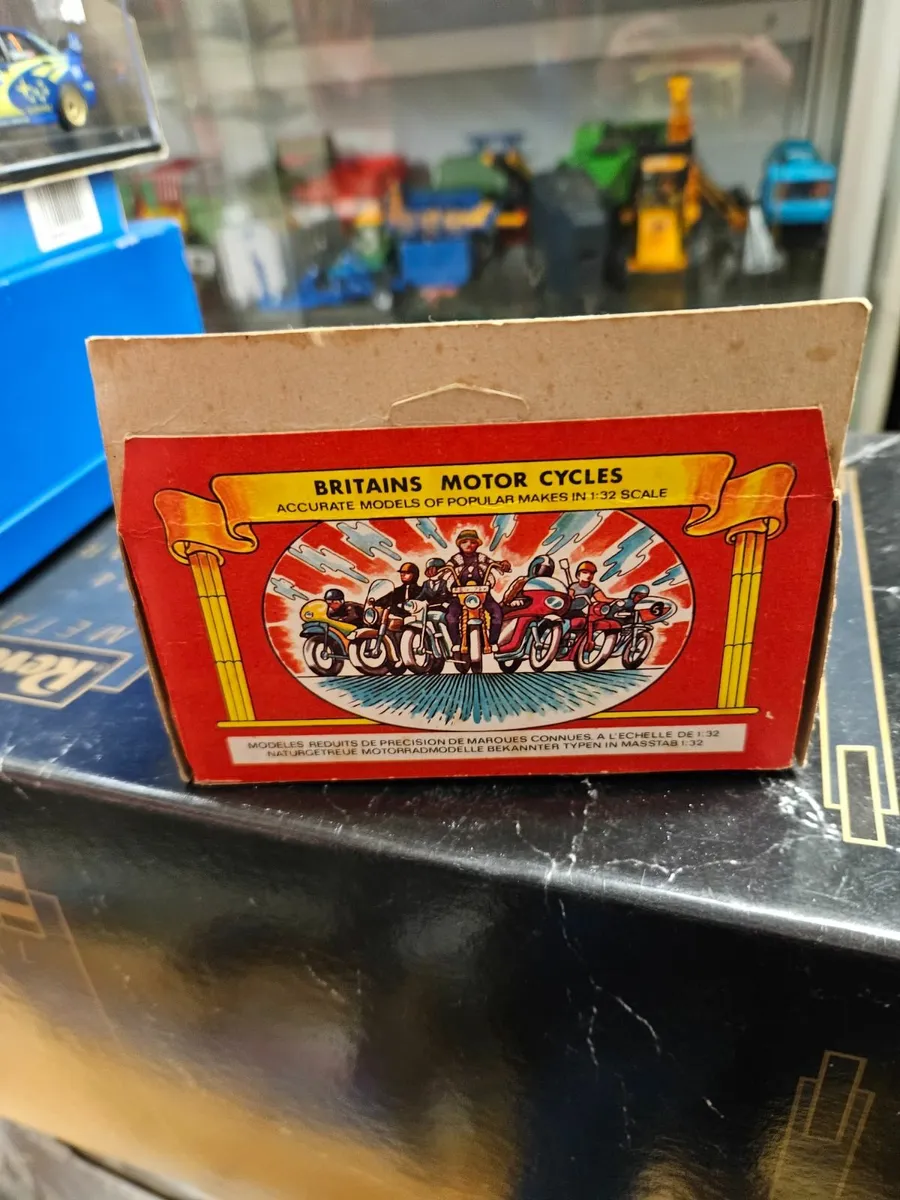 BRITAINS MOTOR CYCLES
ACCURATE MODELS OF POPULAR MAKES IN 1:32 SCALE
MODELES REDUITS DE PRECISION DE MARQUES CONNUES, A L'ECHELLE DE 1:32
NATURGETREUE MOTORRADMODELLE BEKANNTER TYPEN IN MASSTAB 1:32